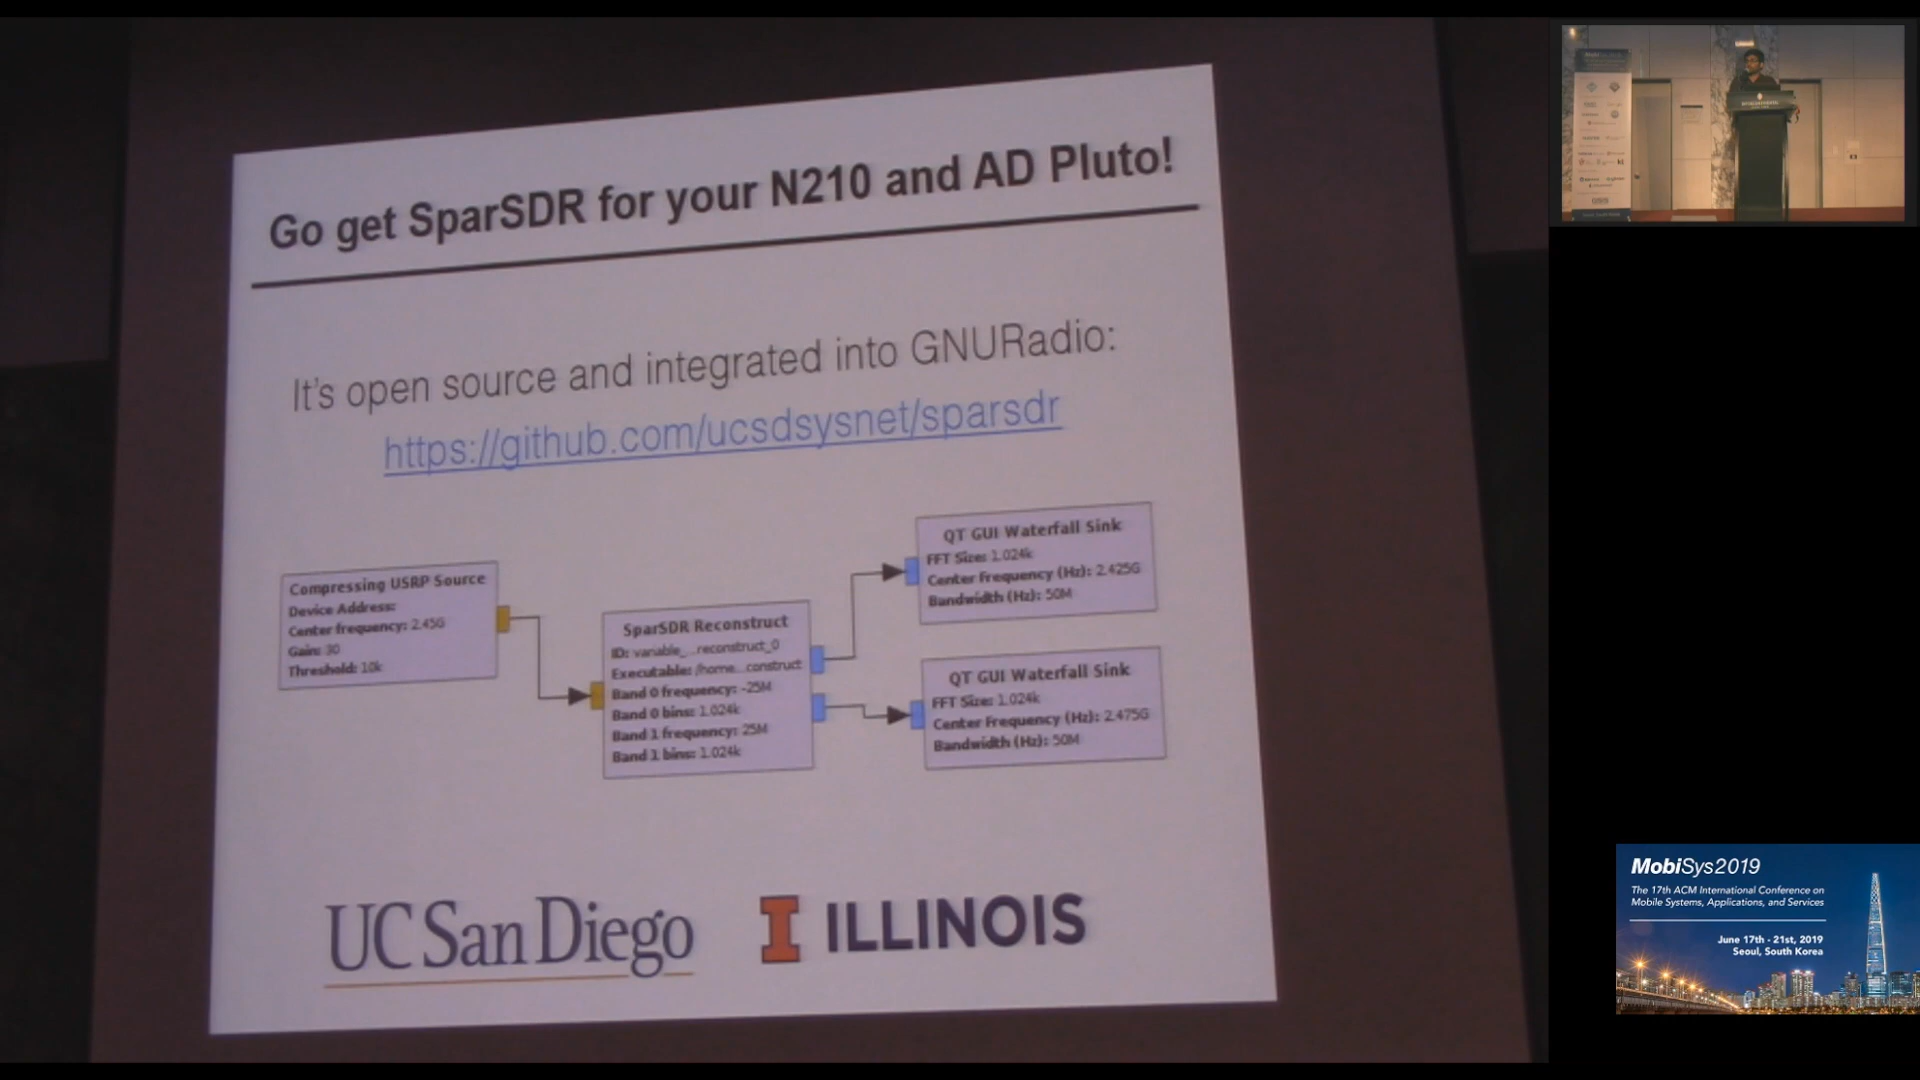 Go get SparSDR for your N210 and AD Pluto!
It's open source and integrated into GNURadio:
https://github.com/ucsdsysnet/sparsdr
Compressing USRP Source
Device Address:
Center frequency: 2.45G
Gain: 30
Threshold: 10k
SparSDR Reconstruct
ID: variable_...reconstruct_0
Executable: /home...construct
Band 0 frequency: -25M
Band 0 bins: 1.024k
Band 1 frequency: 25M
Band 1 bins: 1.024k
QT GUI Waterfall Sink
FFT Size: 1.024k
Center Frequency (Hz): 2.425G
Bandwidth (Hz): 50M
QT GUI Waterfall Sink
FFT Size: 1.024k
Center Frequency (Hz): 2.475G
Bandwidth (Hz): 50M
UC San Diego
I ILLINOIS
MobiSys2019
The 17th ACM International Conference on
Mobile Systems, Applications, and Services
June 17th - 21st, 2019
Seoul, South Korea